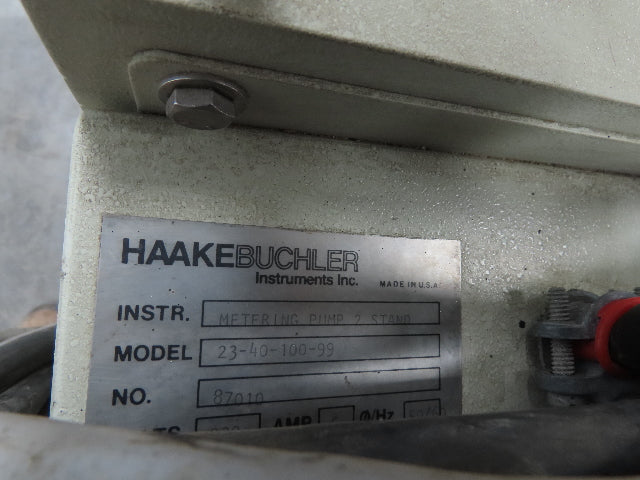 HAAKEBUCHLER
Instruments Inc.
MADE IN U.S.A
INSTR. METERING PUMP 2 STAND
MODEL 23-40-100-99
NO. 87010
AMP Ø/Hz